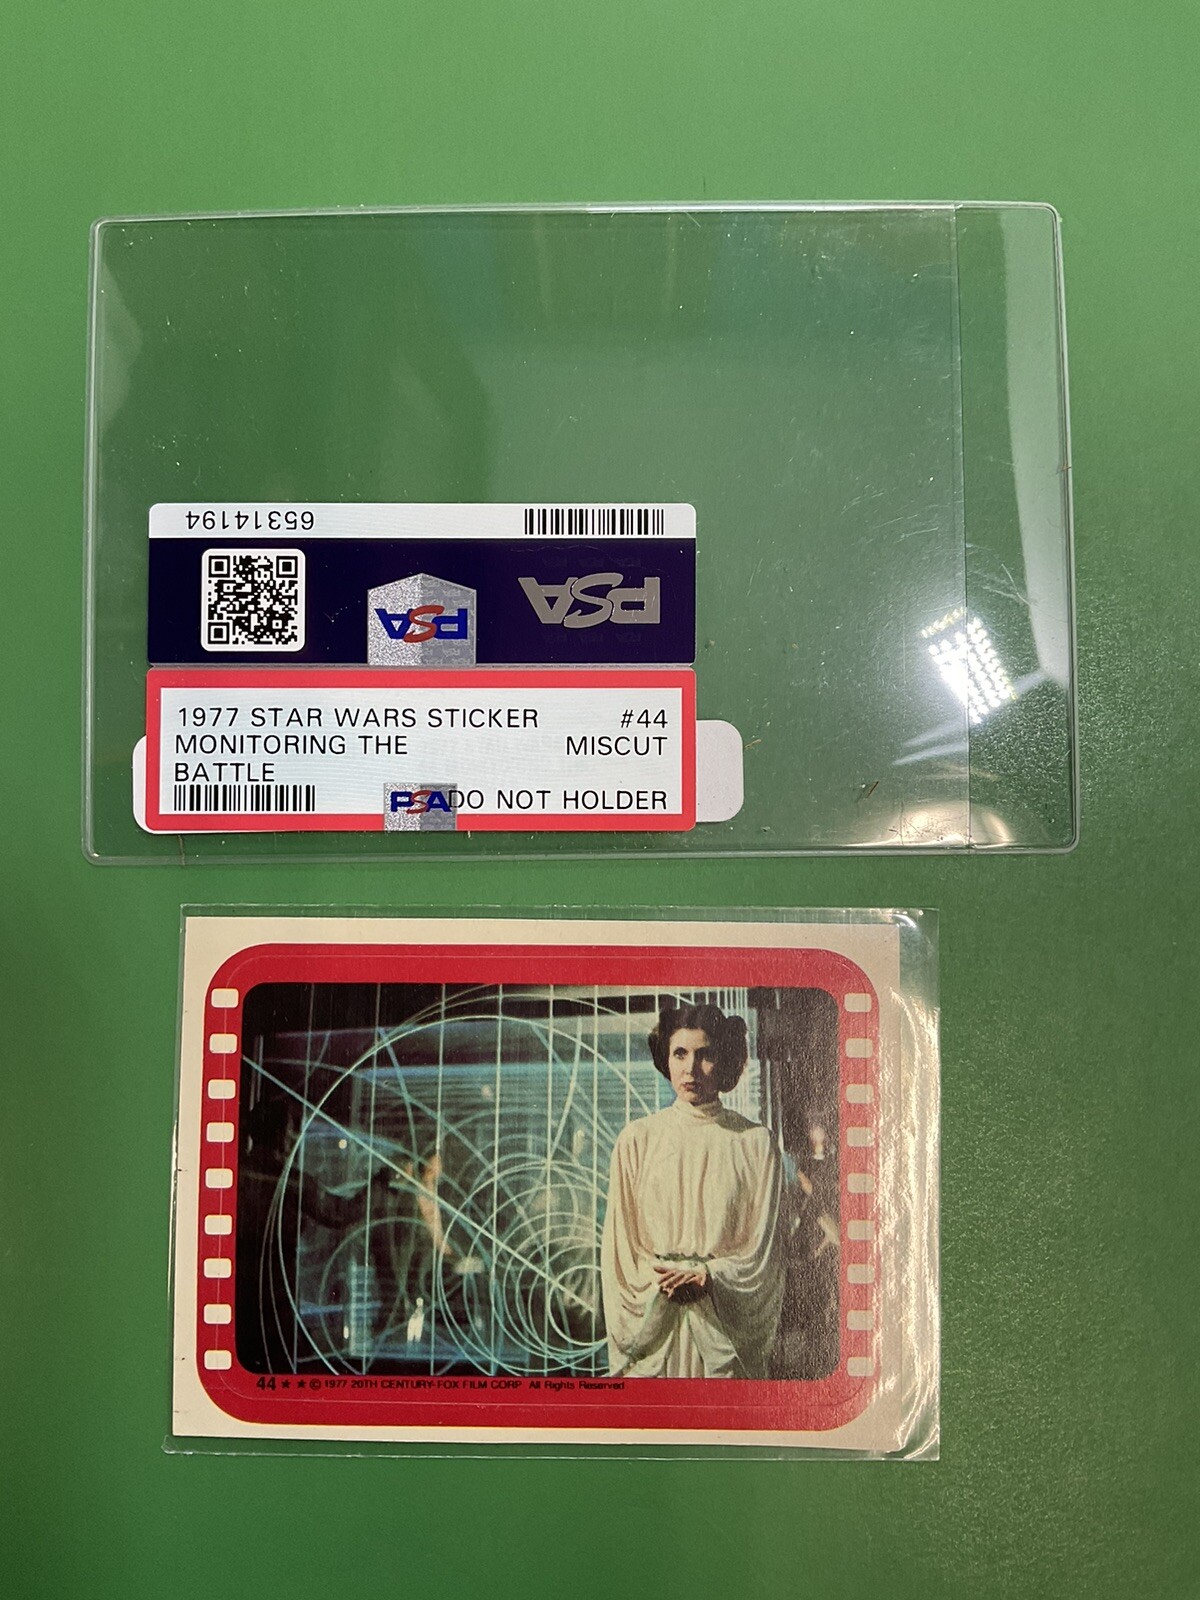 65314194
PSA
PSA
1977 STAR WARS STICKER #44
MONITORING THE MISCUT
BATTLE
PSA DO NOT HOLDER
44 ★ ★ © 1977 20TH CENTURY-FOX FILM CORP All Rights Reserved